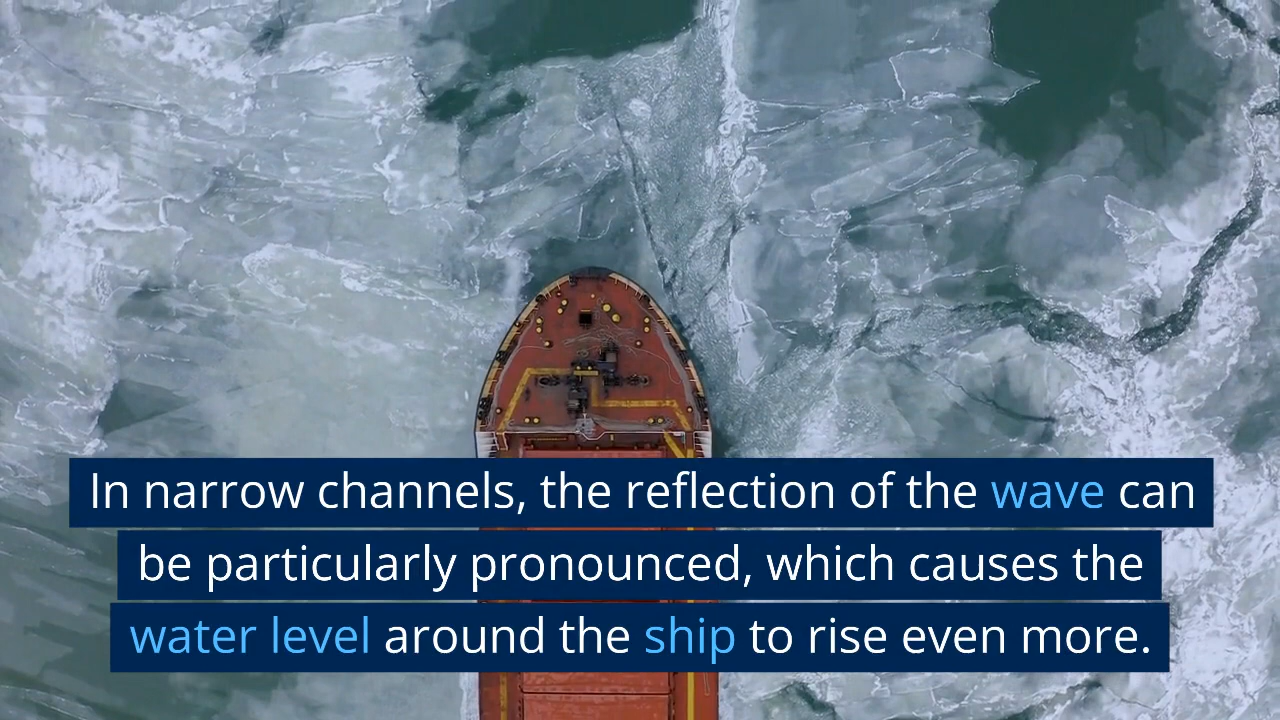 In narrow channels, the reflection of the wave can
be particularly pronounced, which causes the
water level around the ship to rise even more.